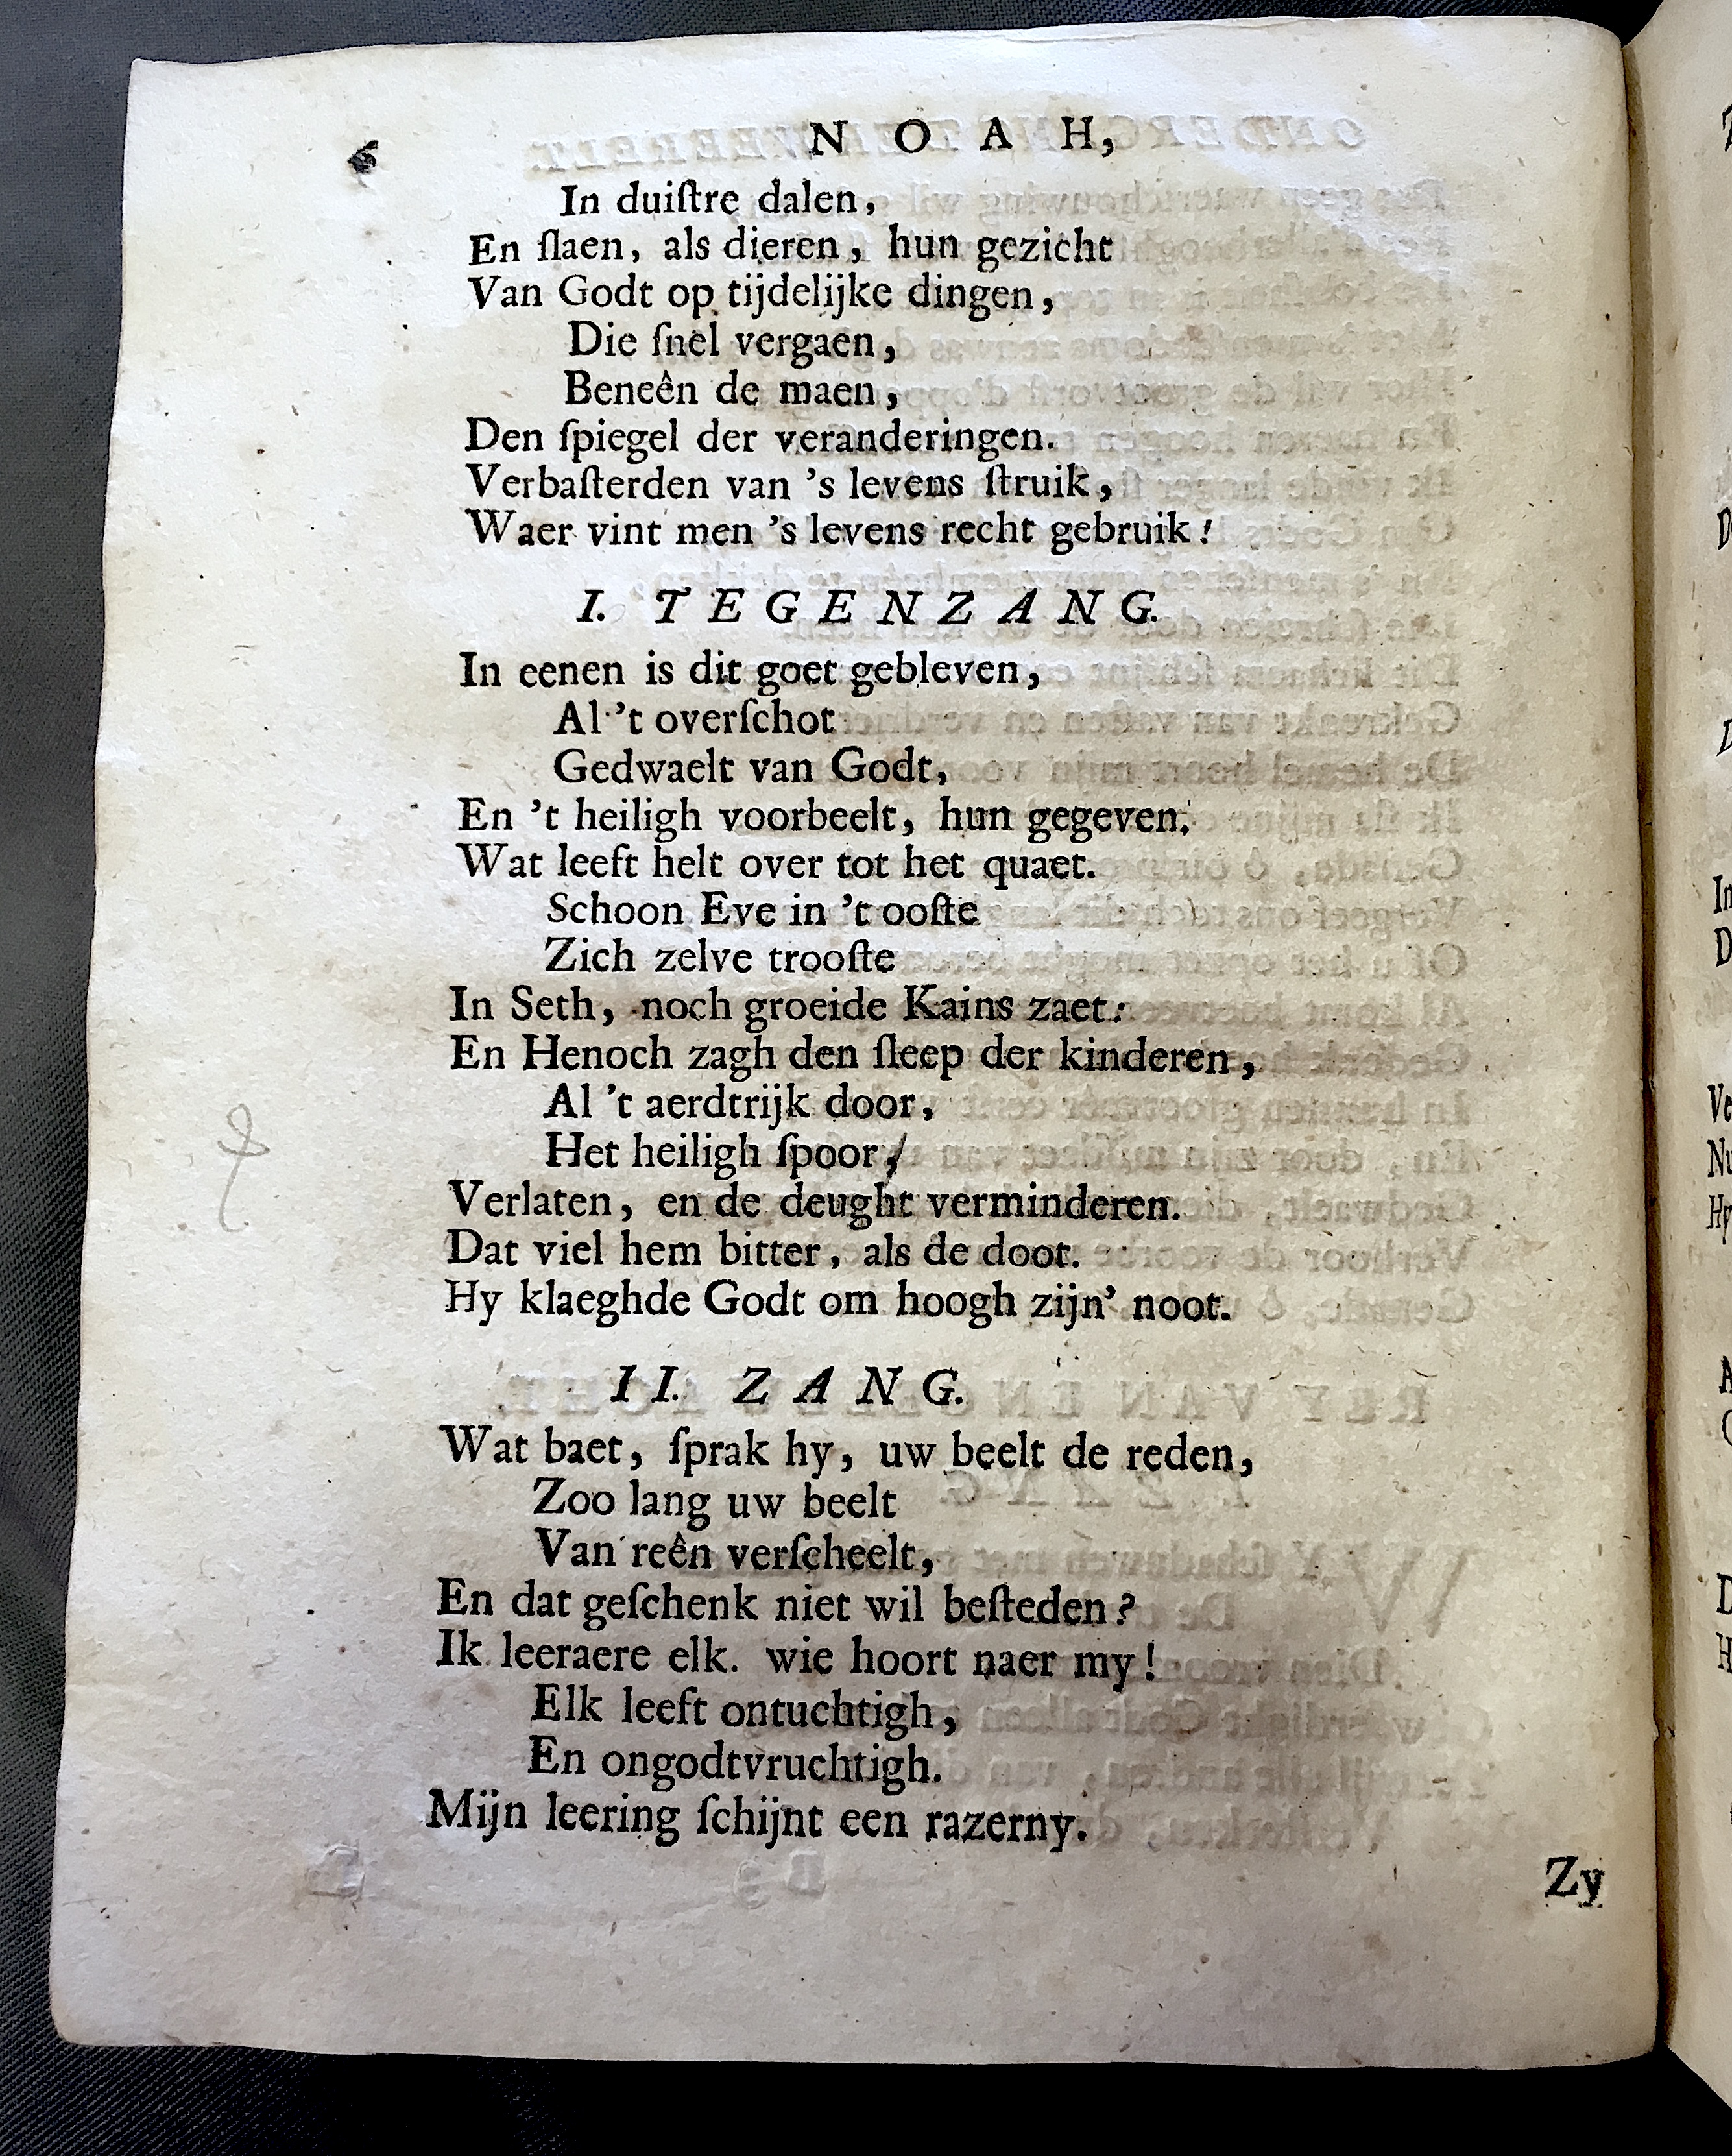 6 N O A H,
In duiſtre dalen,
En ſlaen, als dieren, hun gezicht
Van Godt op tijdelijke dingen,
Die ſnel vergaen,
Beneên de maen,
Den ſpiegel der veranderingen.
Verbaſterden van 's levens ſtruik,
Waer vint men 's levens recht gebruik!
I. T E G E N Z A N G.
In eenen is dit goet gebleven,
Al 't overſchot
Gedwaelt van Godt,
En 't heiligh voorbeelt, hun gegeven.
Wat leeft helt over tot het quaet.
Schoon Eve in 't ooſte
Zich zelve trooſte
In Seth, noch groeide Kains zaet:
En Henoch zagh den ſleep der kinderen,
Al 't aerdtrijk door,
Het heiligh ſpoor,
Verlaten, en de deught verminderen.
Dat viel hem bitter, als de doot.
Hy klaeghde Godt om hoogh zijn' noot.
I I. Z A N G.
Wat baet, ſprak hy, uw beelt de reden,
Zoo lang uw beelt
Van reên verſcheelt,
En dat geſchenk niet wil beſteden?
Ik leeraere elk. wie hoort naer my!
Elk leeft ontuchtigh,
En ongodtvruchtigh.
Mijn leering ſchijnt een razerny.
Zy